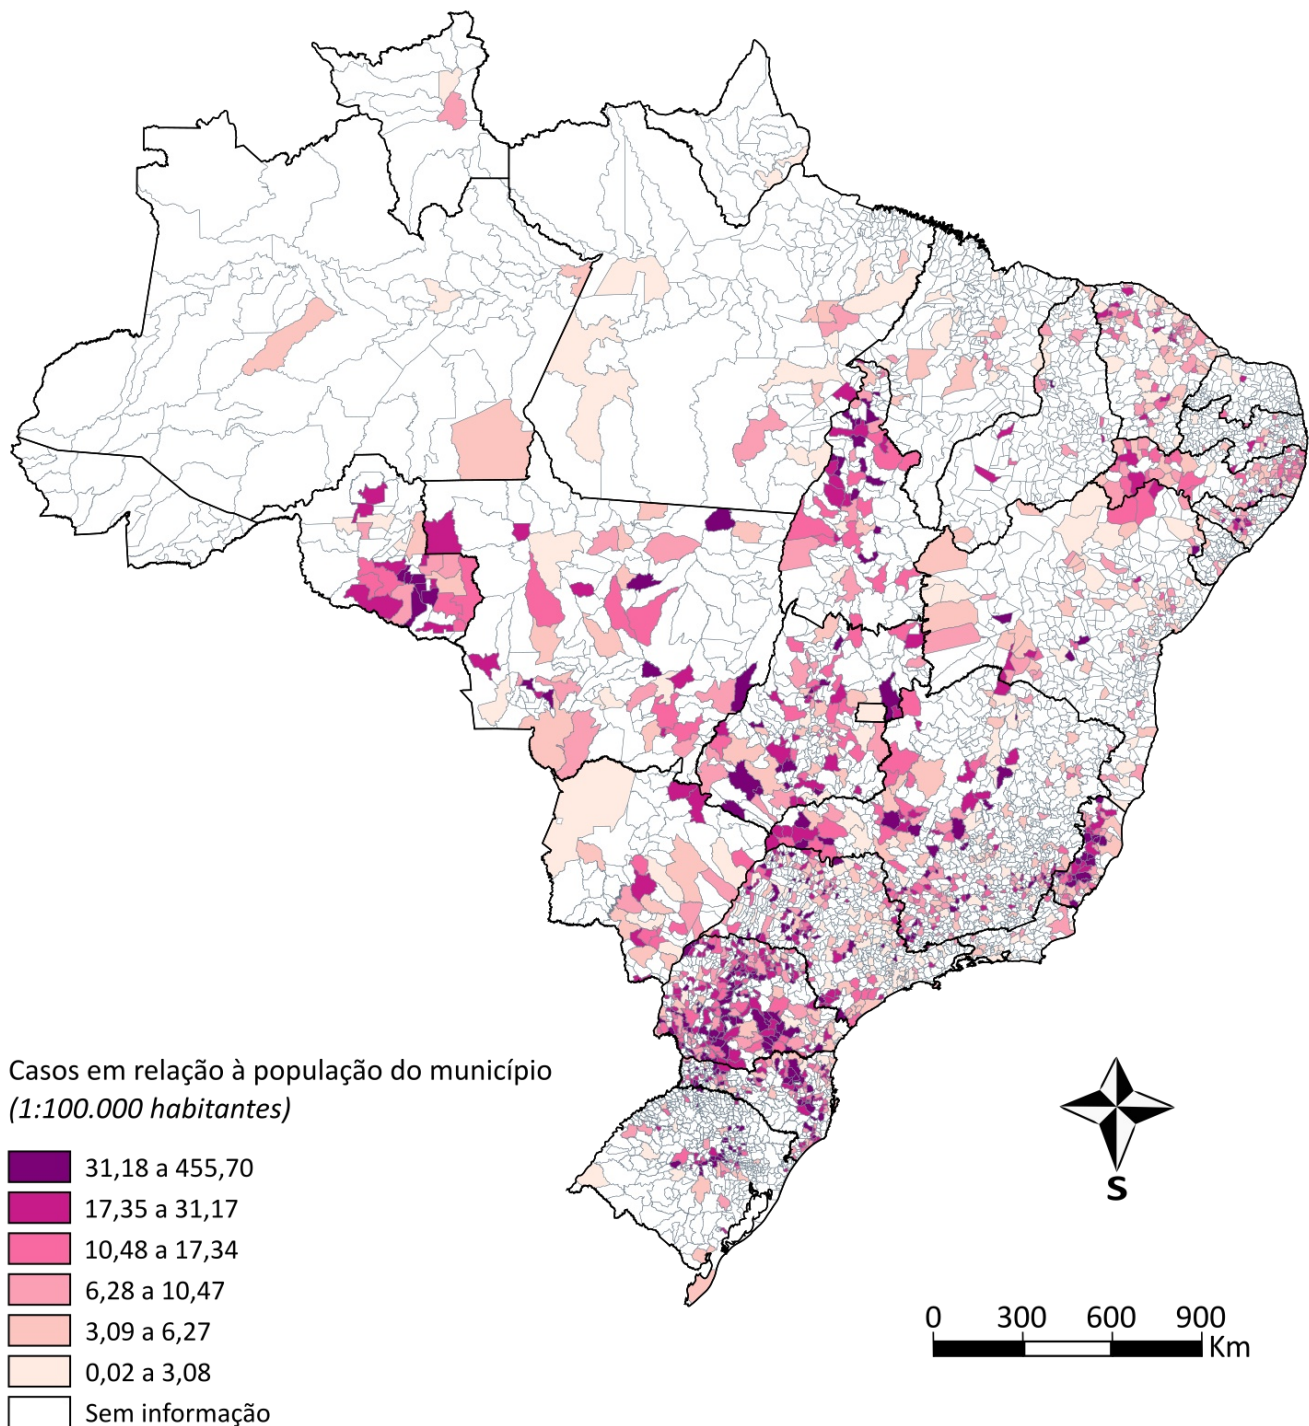 Casos em relação à população do município
(1:100.000 habitantes)
31,18 a 455,70
17,35 a 31,17
10,48 a 17,34
6,28 a 10,47
3,09 a 6,27
0,02 a 3,08
Sem informação
S
0 300 600 900
Km